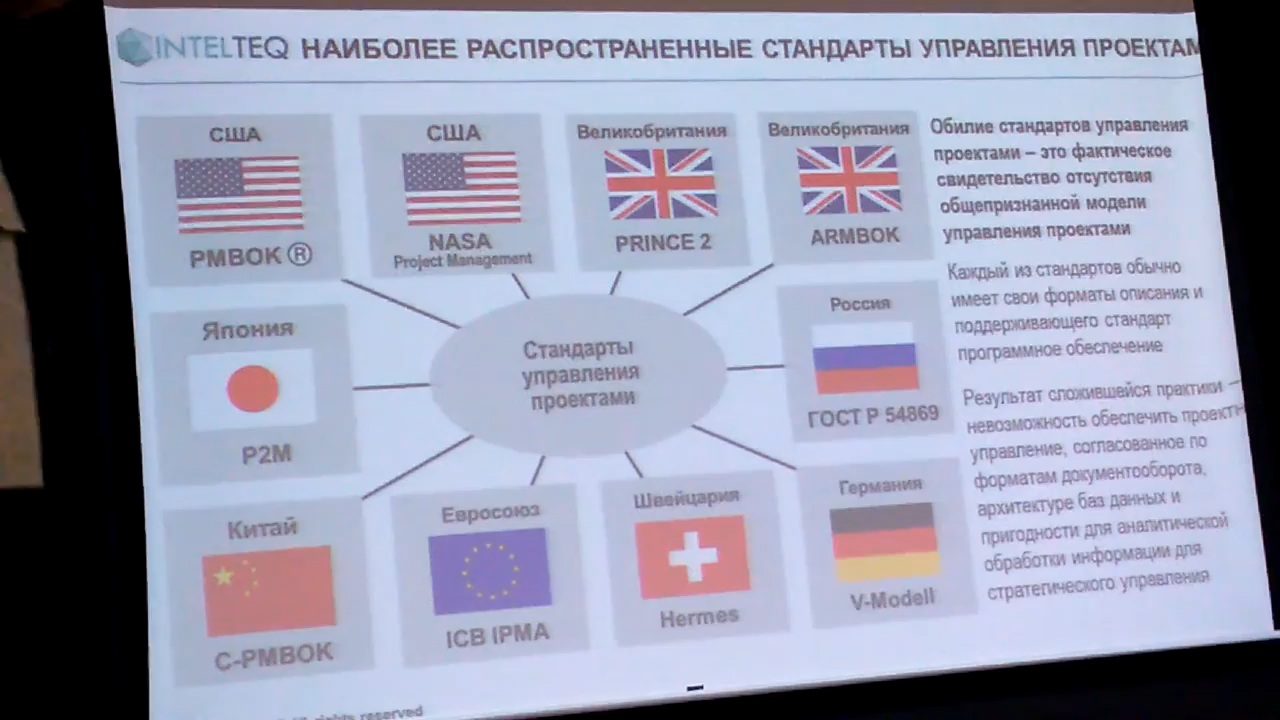 INTELTEQ НАИБОЛЕЕ РАСПРОСТРАНЕННЫЕ СТАНДАРТЫ УПРАВЛЕНИЯ ПРОЕКТАМ
США
PMBOK ®
США
NASA
Project Management
Великобритания
PRINCE 2
Великобритания
ARMBOK
Япония
P2M
Стандарты
управления
проектами
Россия
ГОСТ Р 54869
Китай
C-PMBOK
Евросоюз
ICB IPMA
Швейцария
Hermes
Германия
V-Modell
Обилие стандартов управления
проектами – это фактическое
свидетельство отсутствия
общепризнанной модели
управления проектами
Каждый из стандартов обычно
имеет свои форматы описания и
поддерживающего стандарт
программное обеспечение
Результат сложившейся практики –
невозможность обеспечить проектн
управление, согласованное по
форматам документооборота,
архитектуре баз данных и
пригодности для аналитической
обработки информации для
стратегического управления
rights reserved